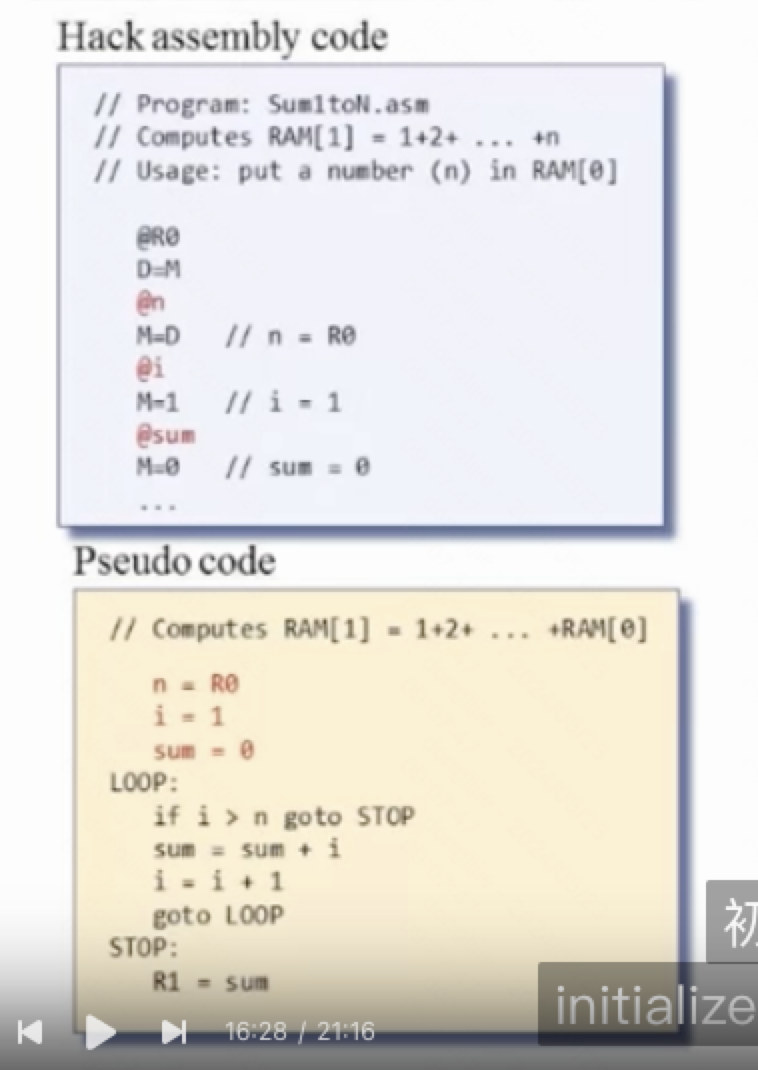 Hack assembly code
// Program: Sum1toN.asm
// Computes RAM[1] = 1+2+ ... +n
// Usage: put a number (n) in RAM[0]
@R0
D=M
@n
M=D // n = R0
@i
M=1 // i = 1
@sum
M=0 // sum = 0
...
Pseudo code
// Computes RAM[1] = 1+2+ ... +RAM[0]
n = R0
i = 1
sum = 0
LOOP:
if i > n goto STOP
sum = sum + i
i = i + 1
goto LOOP
STOP:
R1 = sum
初
initialize
16:28 / 21:16